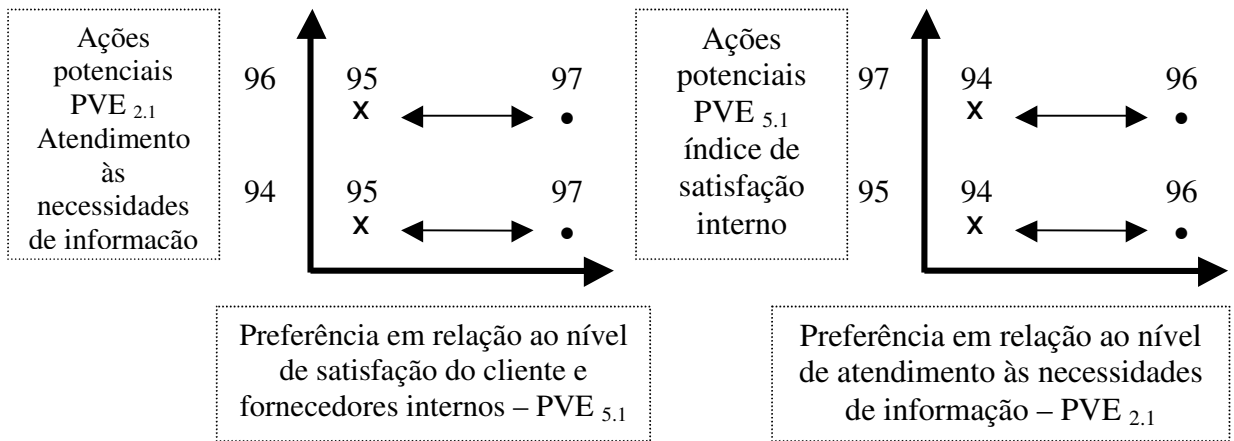 Ações
potenciais
PVE 2.1
Atendimento
às
necessidades
de informacão
96 95 97
x •
94 95 97
x •
Preferência em relação ao nível
de satisfação do cliente e
fornecedores internos – PVE 5.1
Ações
potenciais
PVE 5.1
índice de
satisfação
interno
97 94 96
x •
95 94 96
x •
Preferência em relação ao nível
de atendimento às necessidades
de informação – PVE 2.1